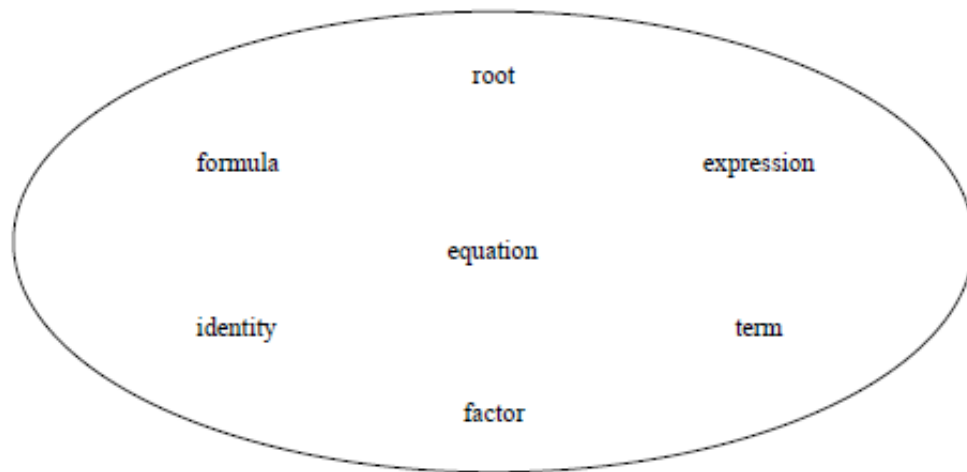 root
formula
expression
equation
identity
term
factor